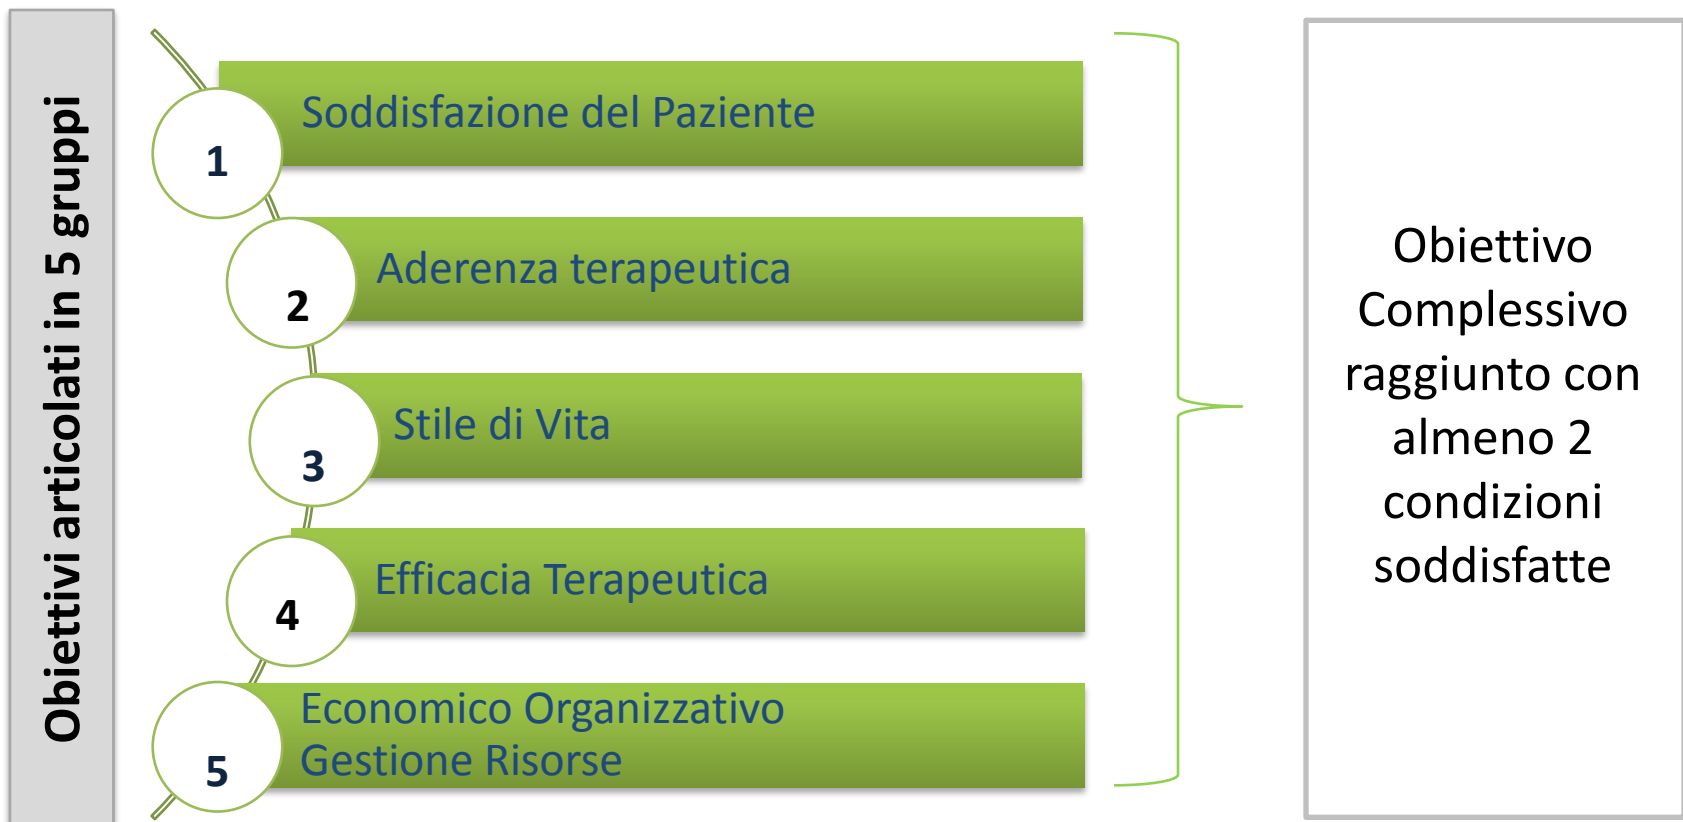 Obiettivi articolati in 5 gruppi
1
Soddisfazione del Paziente
2
Aderenza terapeutica
3
Stile di Vita
4
Efficacia Terapeutica
5
Economico Organizzativo
Gestione Risorse
Obiettivo
Complessivo
raggiunto con
almeno 2
condizioni
soddisfatte